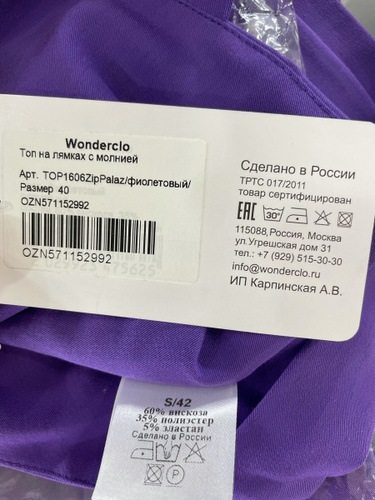 Wonderclo
Топ на лямках с молнией
Арт. TOP1606ZipPalaz/фиолетовый/
Размер 40
OZN571152992
OZN571152992
Сделано в России
ТРТС 017/2011
товар сертифицирован
EAC 30°
115088,Россия, Москва
ул.Угрешская дом 31
тел.: +7 (929) 515-30-30
info@wonderclo.ru
ИП Карпинская А.В.
S/42
60% вискоза
35% полиэстер
5% эластан
Сделано в России
P